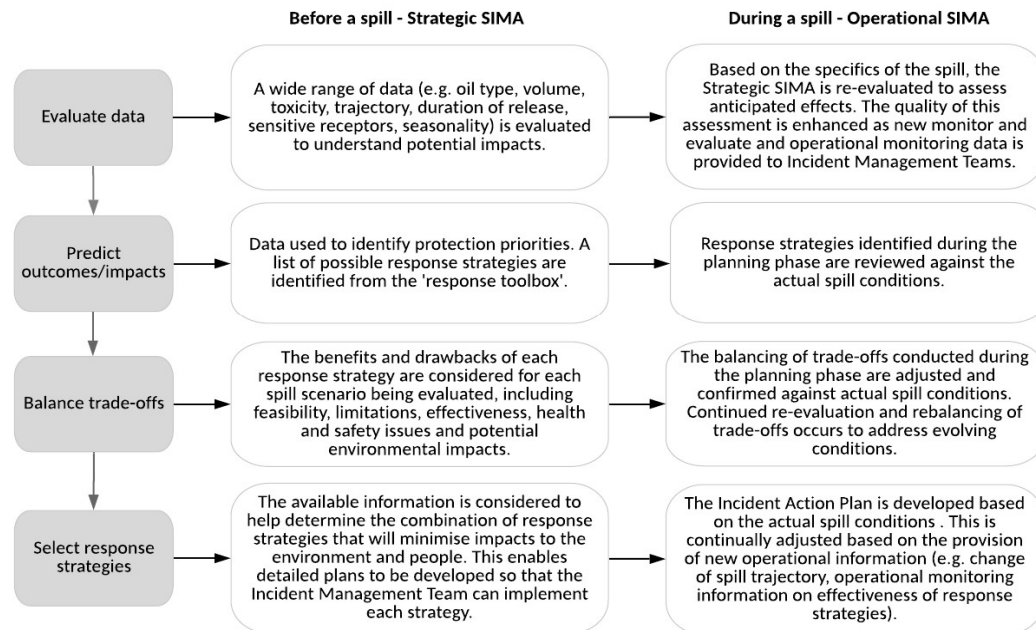 Before a spill - Strategic SIMA
During a spill - Operational SIMA
Evaluate data
A wide range of data (e.g. oil type, volume,
toxicity, trajectory, duration of release,
sensitive receptors, seasonality) is evaluated
to understand potential impacts.
Based on the specifics of the spill, the
Strategic SIMA is re-evaluated to assess
anticipated effects. The quality of this
assessment is enhanced as new monitor and
evaluate and operational monitoring data is
provided to Incident Management Teams.
Predict
outcomes/impacts
Data used to identify protection priorities. A
list of possible response strategies are
identified from the 'response toolbox'.
Response strategies identified during the
planning phase are reviewed against the
actual spill conditions.
Balance trade-offs
The benefits and drawbacks of each
response strategy are considered for each
spill scenario being evaluated, including
feasibility, limitations, effectiveness, health
and safety issues and potential
environmental impacts.
The balancing of trade-offs conducted during
the planning phase are adjusted and
confirmed against actual spill conditions.
Continued re-evaluation and rebalancing of
trade-offs occurs to address evolving
conditions.
Select response
strategies
The available information is considered to
help determine the combination of response
strategies that will minimise impacts to the
environment and people. This enables
detailed plans to be developed so that the
Incident Management Team can implement
each strategy.
The Incident Action Plan is developed based
on the actual spill conditions . This is
continually adjusted based on the provision
of new operational information (e.g. change
of spill trajectory, operational monitoring
information on effectiveness of response
strategies).